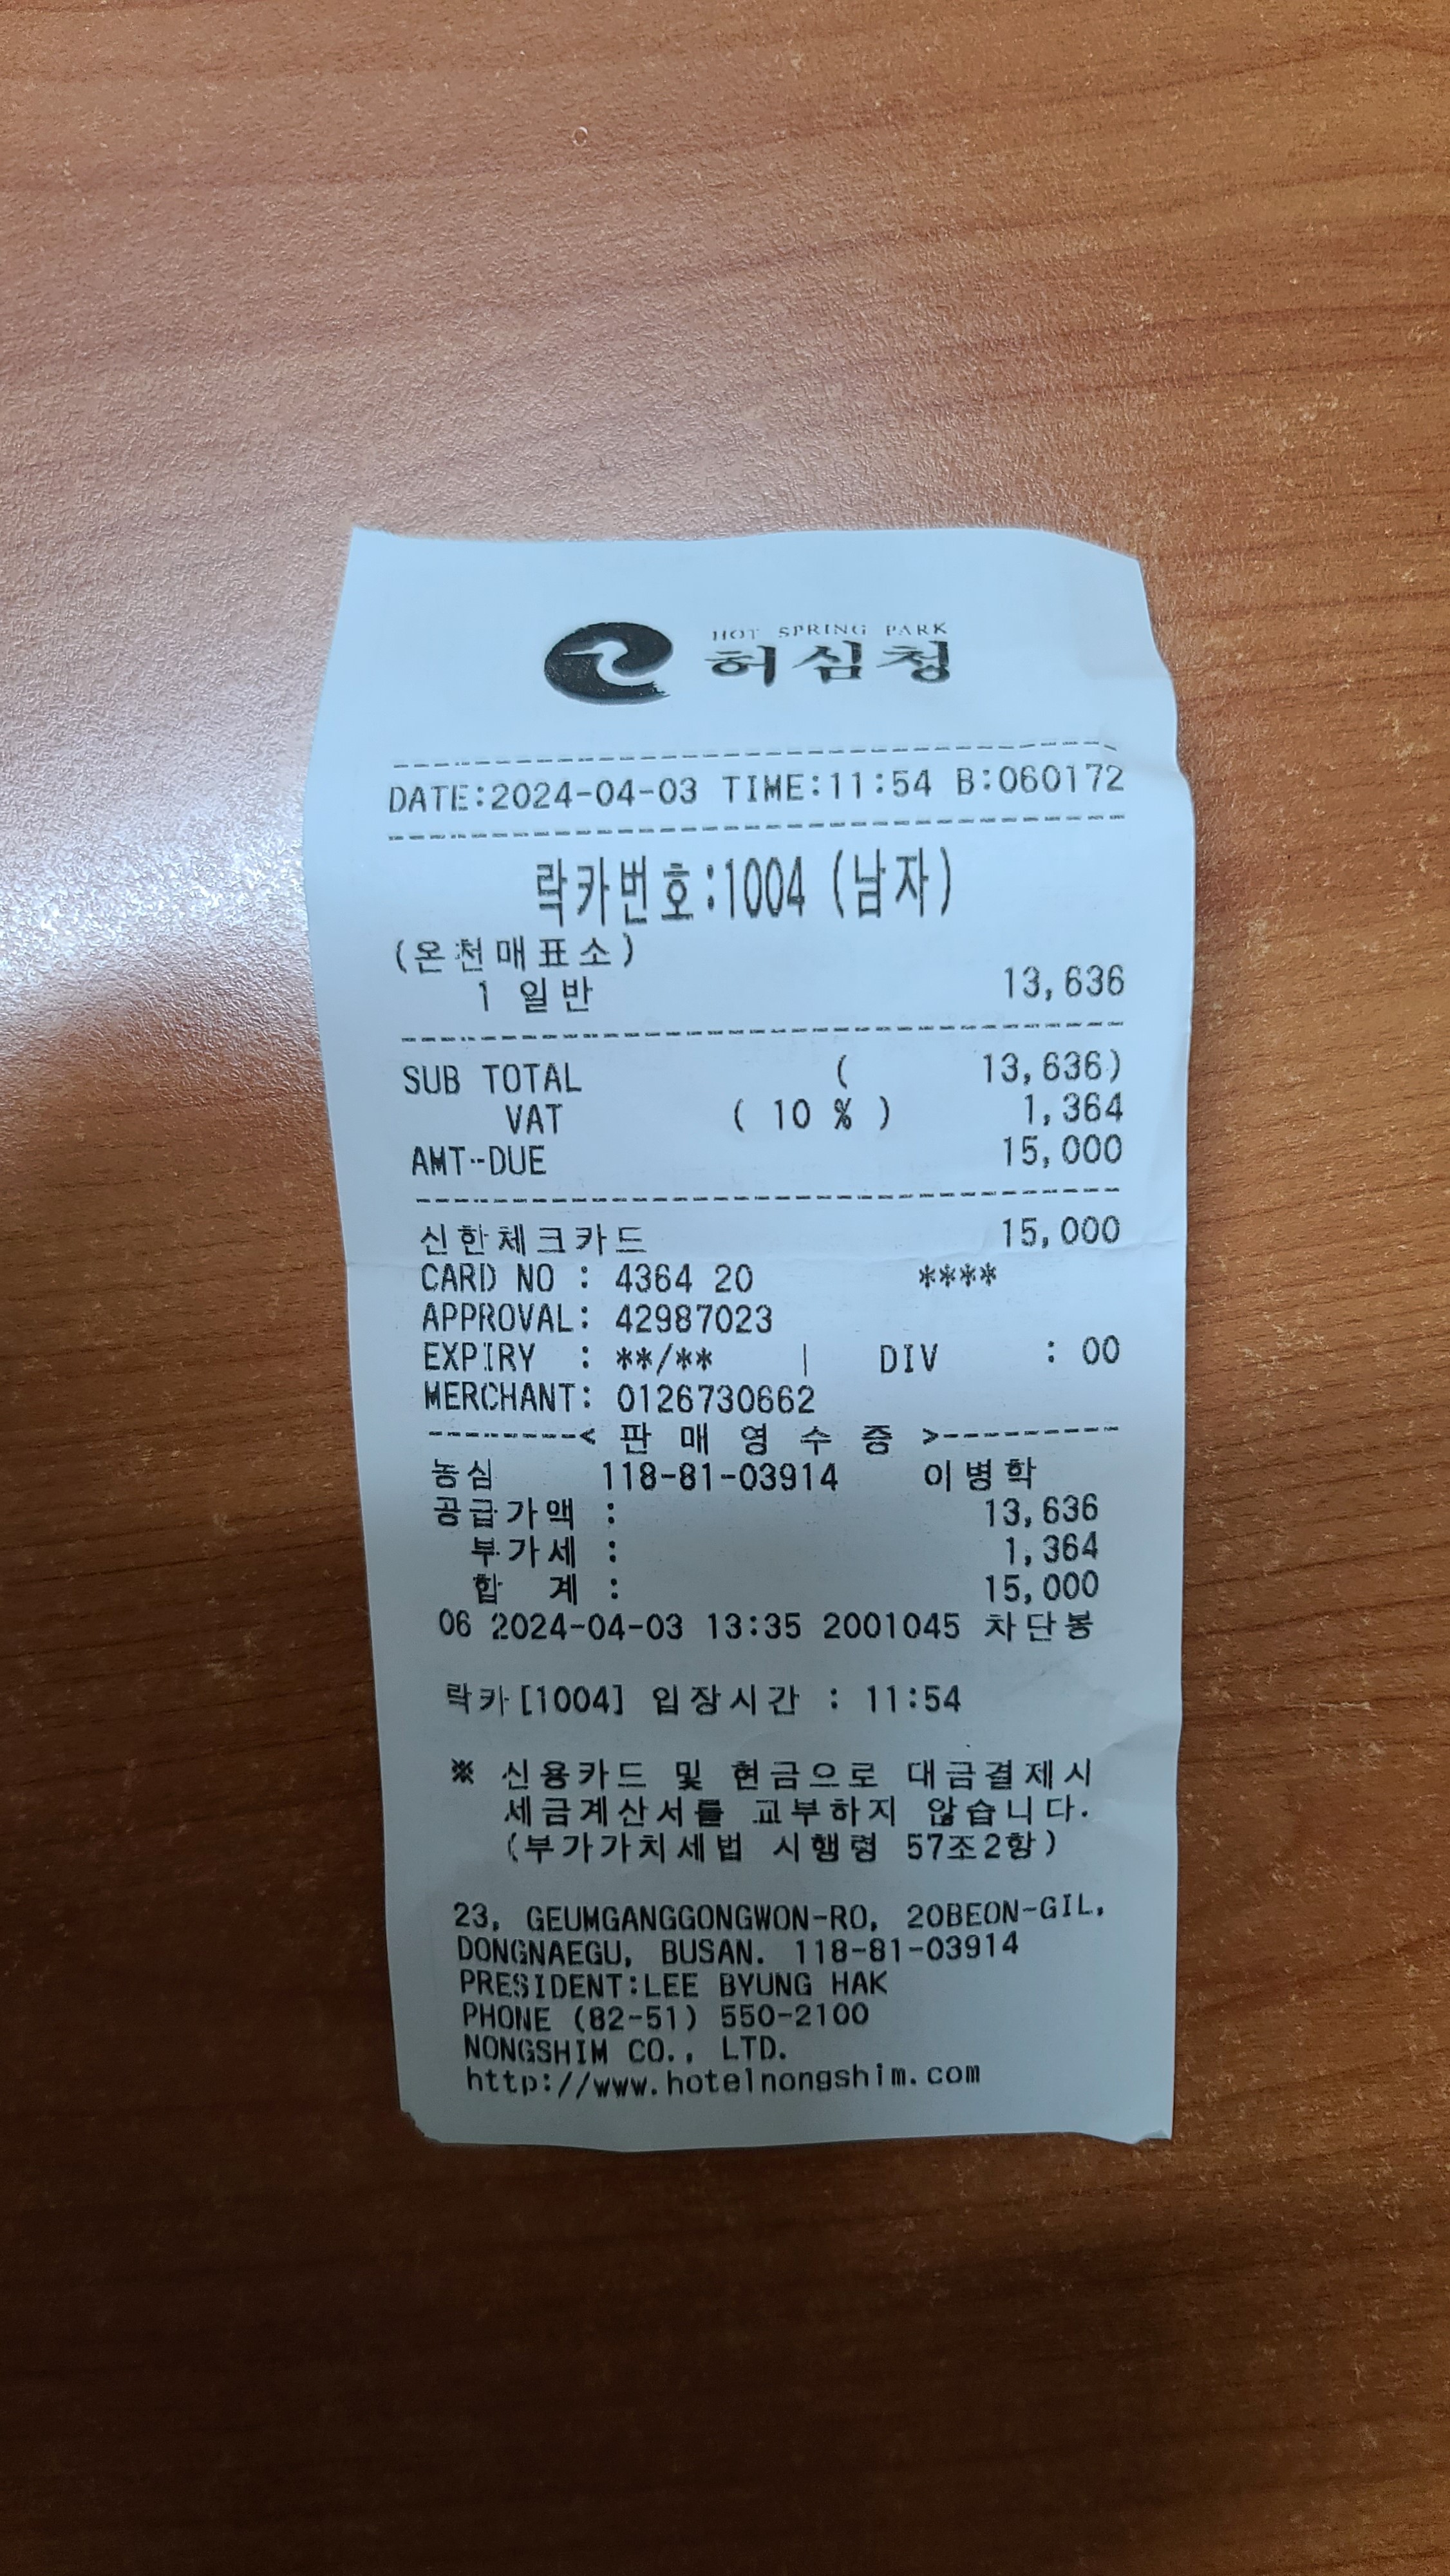 HOT SPRING PARK
허심청
DATE:2024-04-03 TIME:11:54 B:060172
락카번호:1004 (남자)
(온천매표소)
1 일반 13,636
SUB TOTAL ( 13,636)
VAT ( 10 % ) 1,364
AMT-DUE 15,000
신한체크카드 15,000
CARD NO : 4364 20 ****
APPROVAL: 42987023
EXPIRY : **/** | DIV : 00
MERCHANT: 0126730662
---------< 판 매 영 수 증 >----------
농심 118-81-03914 이병학
공급가액 : 13,636
부가세 : 1,364
합 계 : 15,000
06 2024-04-03 13:35 2001045 차단봉
락카[1004] 입장시간 : 11:54
※ 신용카드 및 현금으로 대금결제시
세금계산서를 교부하지 않습니다.
(부가가치세법 시행령 57조2항)
23, GEUMGANGGONGWON-RO, 20BEON-GIL,
DONGNAEGU, BUSAN. 118-81-03914
PRESIDENT:LEE BYUNG HAK
PHONE (82-51) 550-2100
NONGSHIM CO., LTD.
http://www.hotelnongshim.com